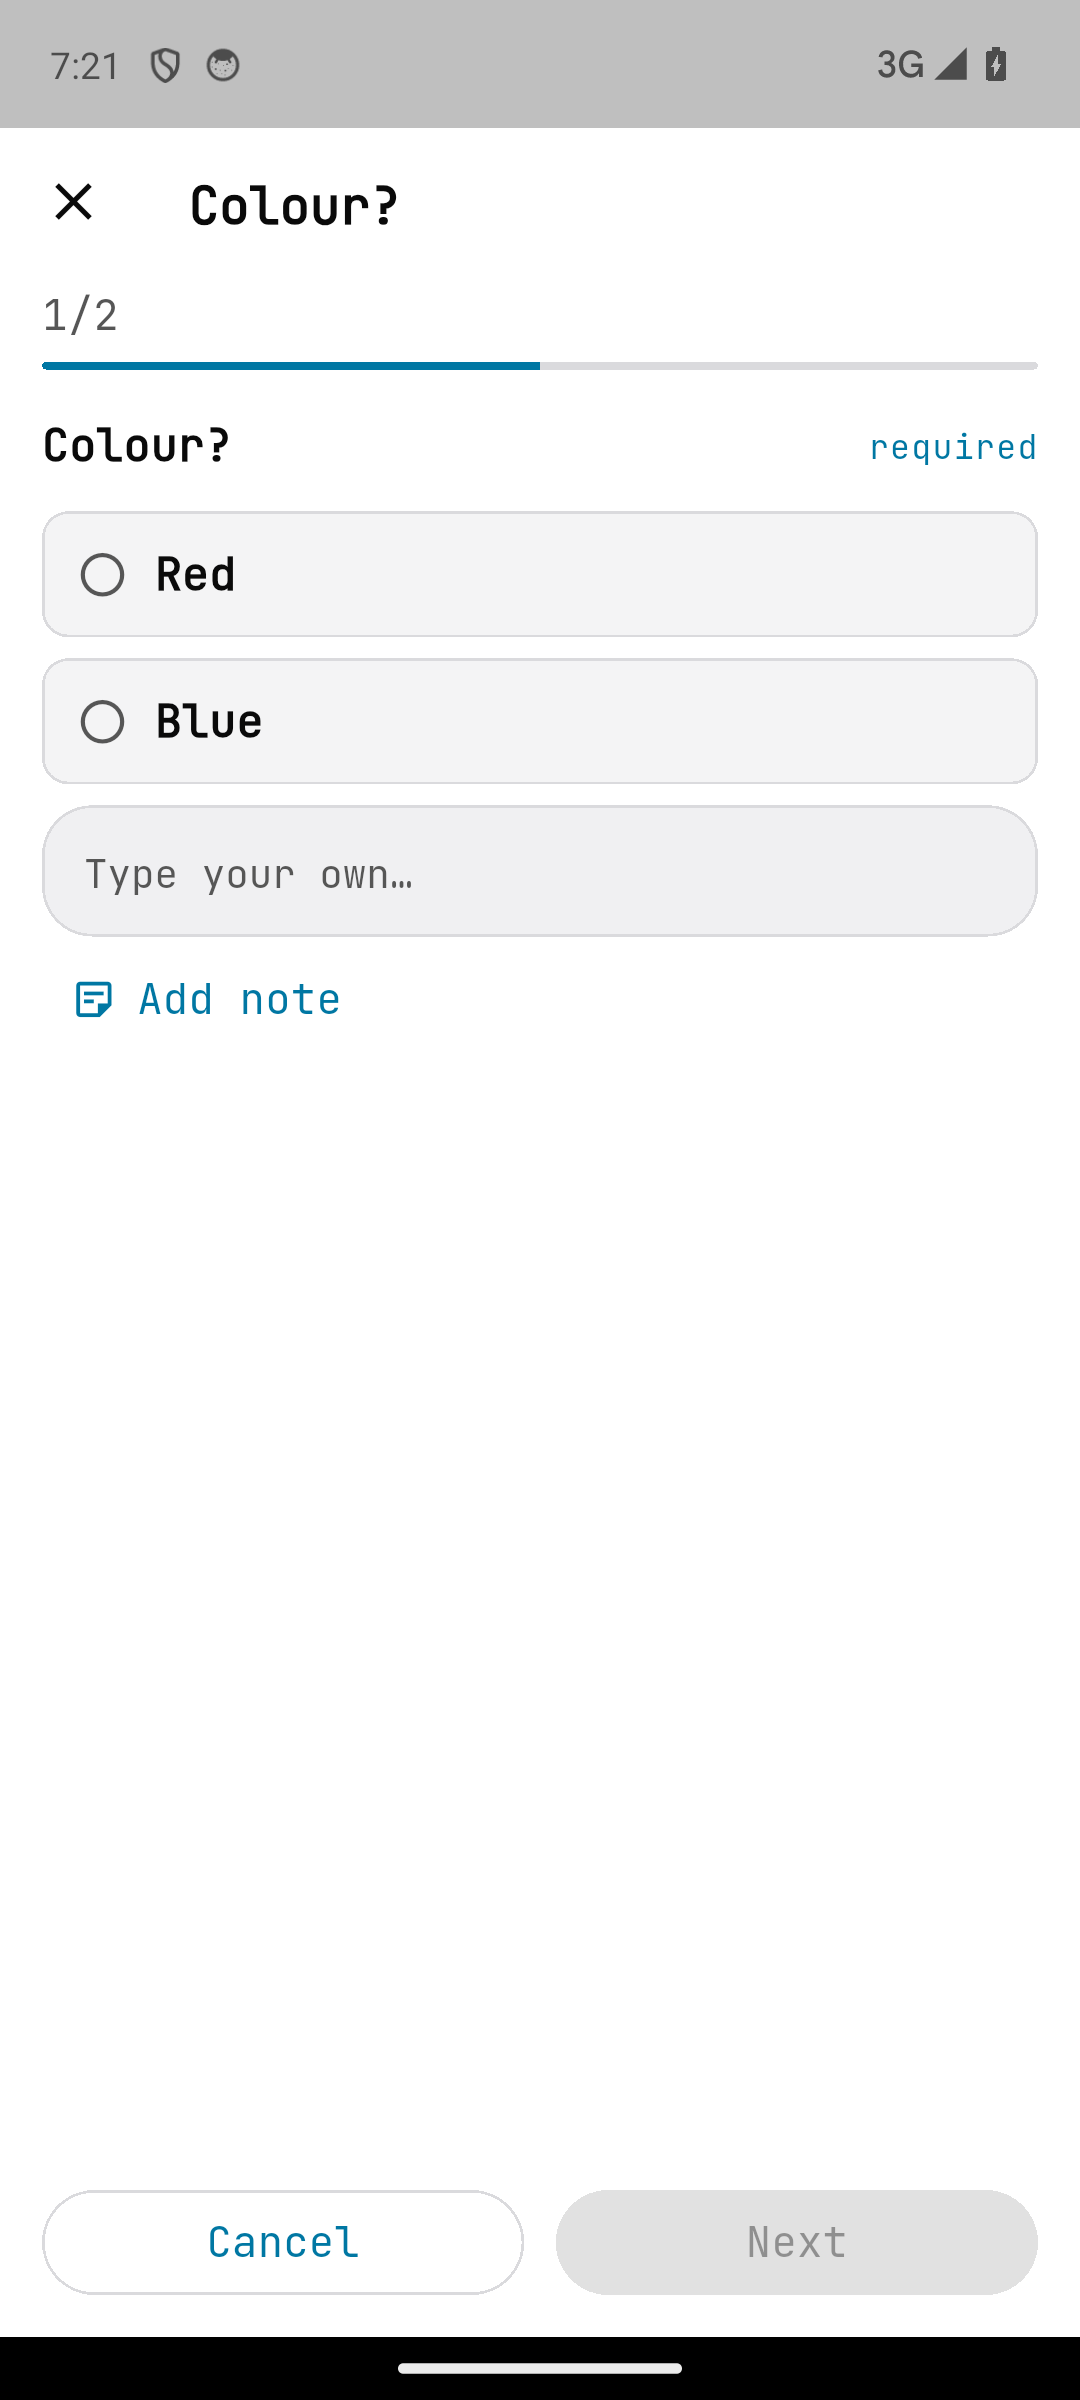 7:21
3G
Colour?
1/2
Colour?
required
Red
Blue
Type your own…
Add note
Cancel
Next